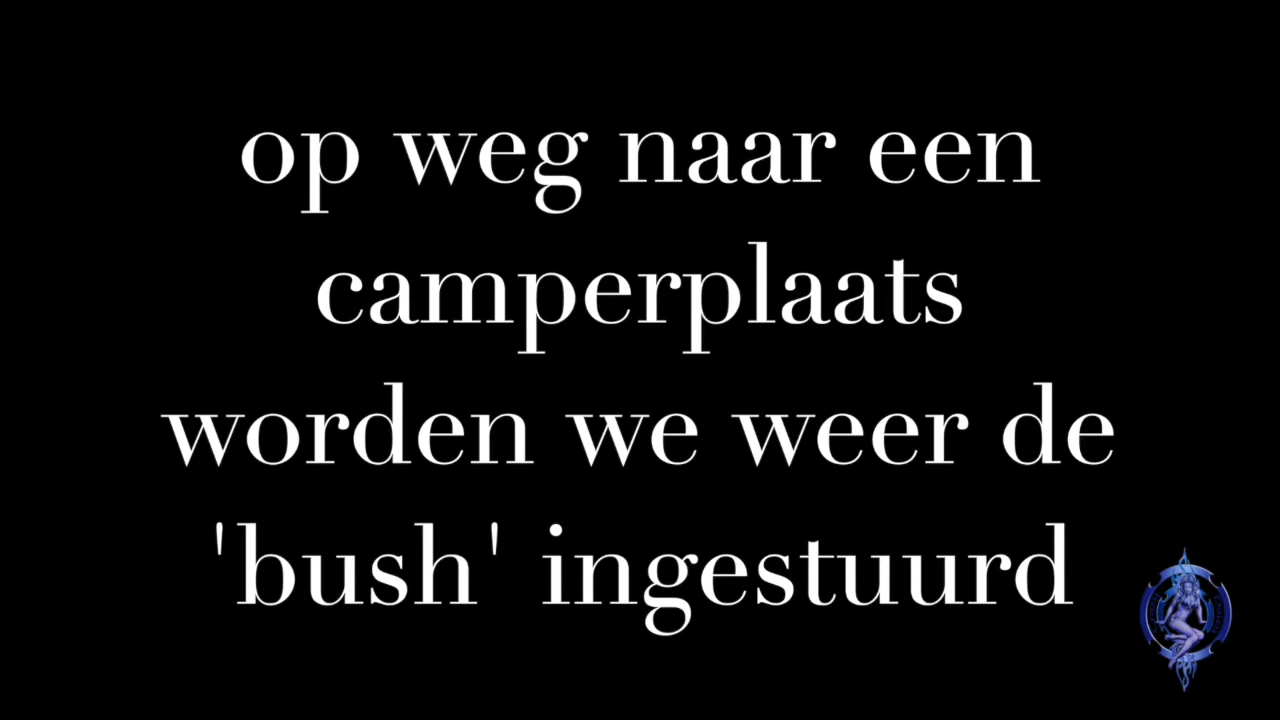 op weg naar een
camperplaats
worden we weer de
'bush' ingestuurd